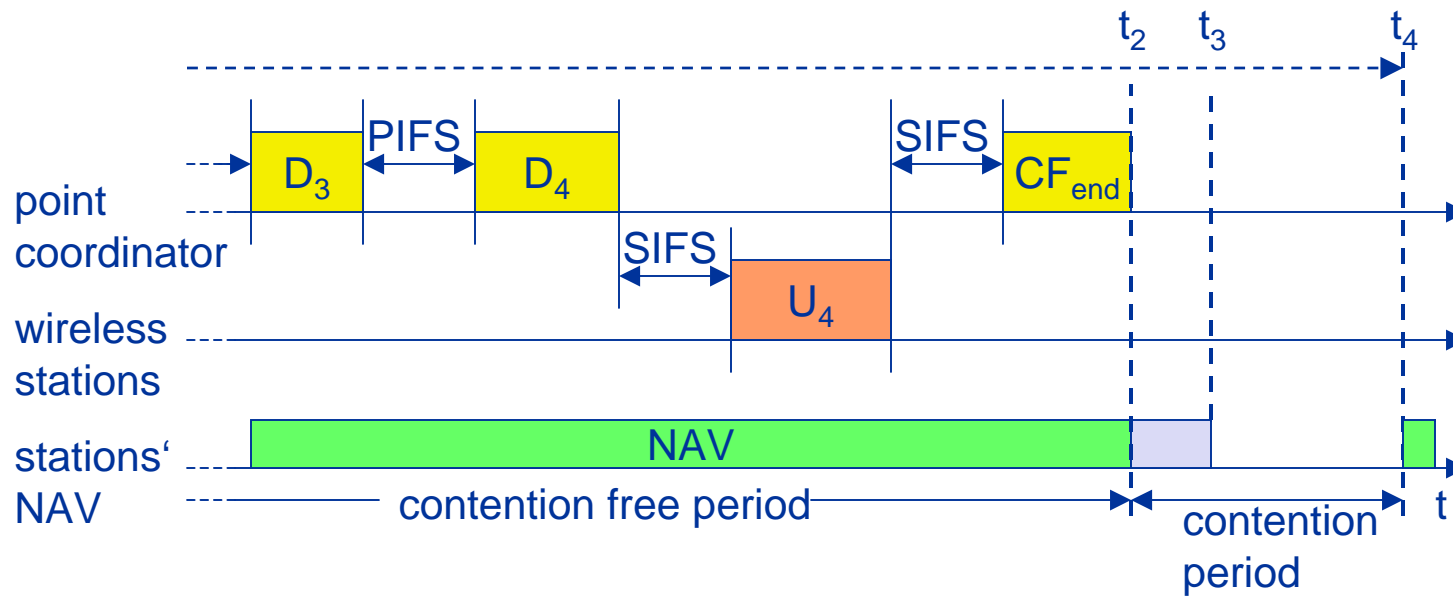 t2 t3 t4
PIFS SIFS
D3 D4 CFend
point
coordinator
SIFS
U4
wireless
stations
stations‘
NAV
NAV
contention free period
contention
period
t